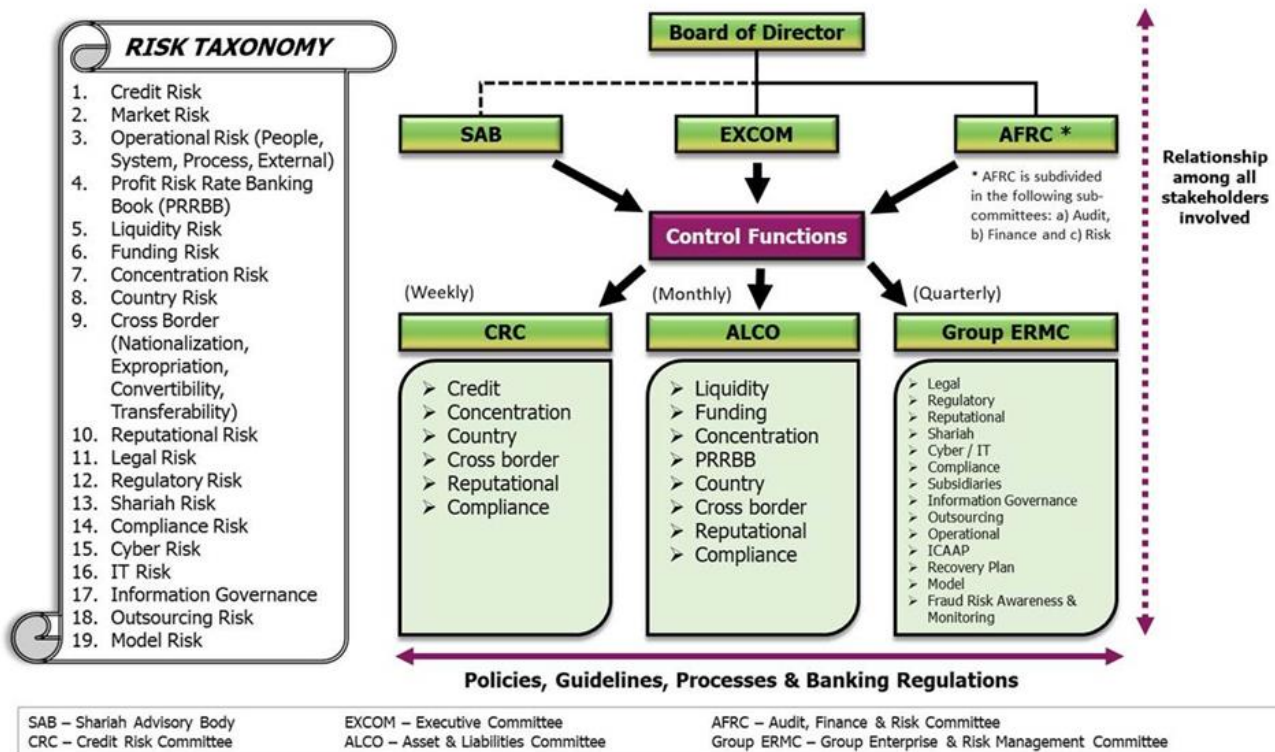 RISK TAXONOMY
1. Credit Risk
2. Market Risk
3. Operational Risk (People,
System, Process, External)
4. Profit Risk Rate Banking
Book (PRRBB)
5. Liquidity Risk
6. Funding Risk
7. Concentration Risk
8. Country Risk
9. Cross Border
(Nationalization,
Expropriation,
Convertibility,
Transferability)
10. Reputational Risk
11. Legal Risk
12. Regulatory Risk
13. Shariah Risk
14. Compliance Risk
15. Cyber Risk
16. IT Risk
17. Information Governance
18. Outsourcing Risk
19. Model Risk
Board of Director
SAB
EXCOM
AFRC *
* AFRC is subdivided
in the following sub-
committees: a) Audit,
b) Finance and c) Risk
Control Functions
(Weekly)
CRC
➢ Credit
➢ Concentration
➢ Country
➢ Cross border
➢ Reputational
➢ Compliance
(Monthly)
ALCO
➢ Liquidity
➢ Funding
➢ Concentration
➢ PRRBB
➢ Country
➢ Cross border
➢ Reputational
➢ Compliance
(Quarterly)
Group ERMC
➢ Legal
➢ Regulatory
➢ Reputational
➢ Shariah
➢ Cyber / IT
➢ Compliance
➢ Subsidiaries
➢ Information Governance
➢ Outsourcing
➢ Operational
➢ ICAAP
➢ Recovery Plan
➢ Model
➢ Fraud Risk Awareness &
Monitoring
Relationship
among all
stakeholders
involved
Policies, Guidelines, Processes & Banking Regulations
SAB – Shariah Advisory Body
EXCOM – Executive Committee
AFRC – Audit, Finance & Risk Committee
CRC – Credit Risk Committee
ALCO – Asset & Liabilities Committee
Group ERMC – Group Enterprise & Risk Management Committee